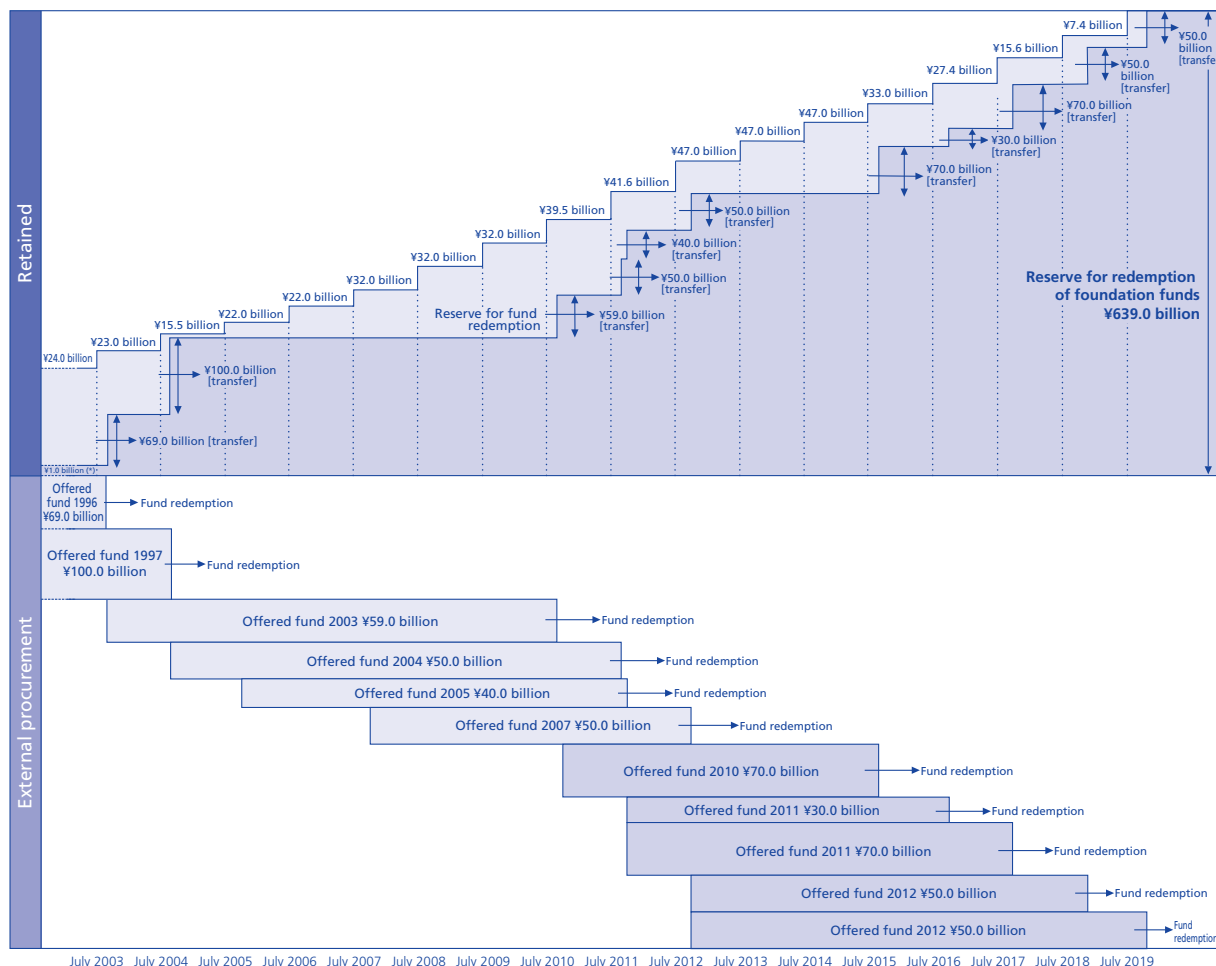 Retained
¥24.0 billion
¥23.0 billion
¥15.5 billion
¥22.0 billion
¥22.0 billion
¥32.0 billion
¥32.0 billion
¥32.0 billion
¥39.5 billion
¥41.6 billion
¥47.0 billion
¥47.0 billion
¥47.0 billion
¥33.0 billion
¥27.4 billion
¥15.6 billion
¥7.4 billion
¥1.0 billion (*)
¥69.0 billion [transfer]
¥100.0 billion
[transfer]
Reserve for fund
redemption
¥59.0 billion
[transfer]
¥50.0 billion
[transfer]
¥40.0 billion
[transfer]
¥50.0 billion
[transfer]
¥70.0 billion
[transfer]
¥30.0 billion
[transfer]
¥70.0 billion
[transfer]
¥50.0
billion
[transfer]
¥50.0
billion
[transfe
Reserve for redemption
of foundation funds
¥639.0 billion
External procurement
Offered
fund 1996
¥69.0 billion
Fund redemption
Offered fund 1997
¥100.0 billion
Fund redemption
Offered fund 2003 ¥59.0 billion
Fund redemption
Offered fund 2004 ¥50.0 billion
Fund redemption
Offered fund 2005 ¥40.0 billion
Fund redemption
Offered fund 2007 ¥50.0 billion
Fund redemption
Offered fund 2010 ¥70.0 billion
Fund redemption
Offered fund 2011 ¥30.0 billion
Fund redemption
Offered fund 2011 ¥70.0 billion
Fund redemption
Offered fund 2012 ¥50.0 billion
Fund redemption
Offered fund 2012 ¥50.0 billion
Fund
redemption
July 2003 July 2004 July 2005 July 2006 July 2007 July 2008 July 2009 July 2010 July 2011 July 2012 July 2013 July 2014 July 2015 July 2016 July 2017 July 2018 July 2019